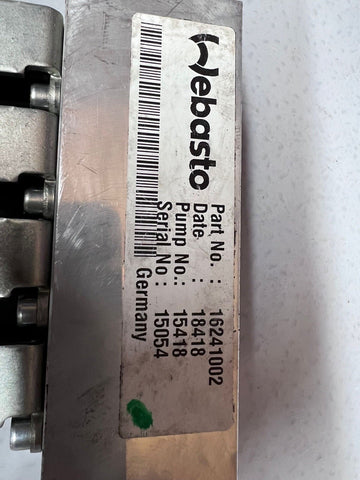 Webasto
Part No. : 16241002
Date : 18418
Pump No.: 15418
Serial No: 15054
Germany